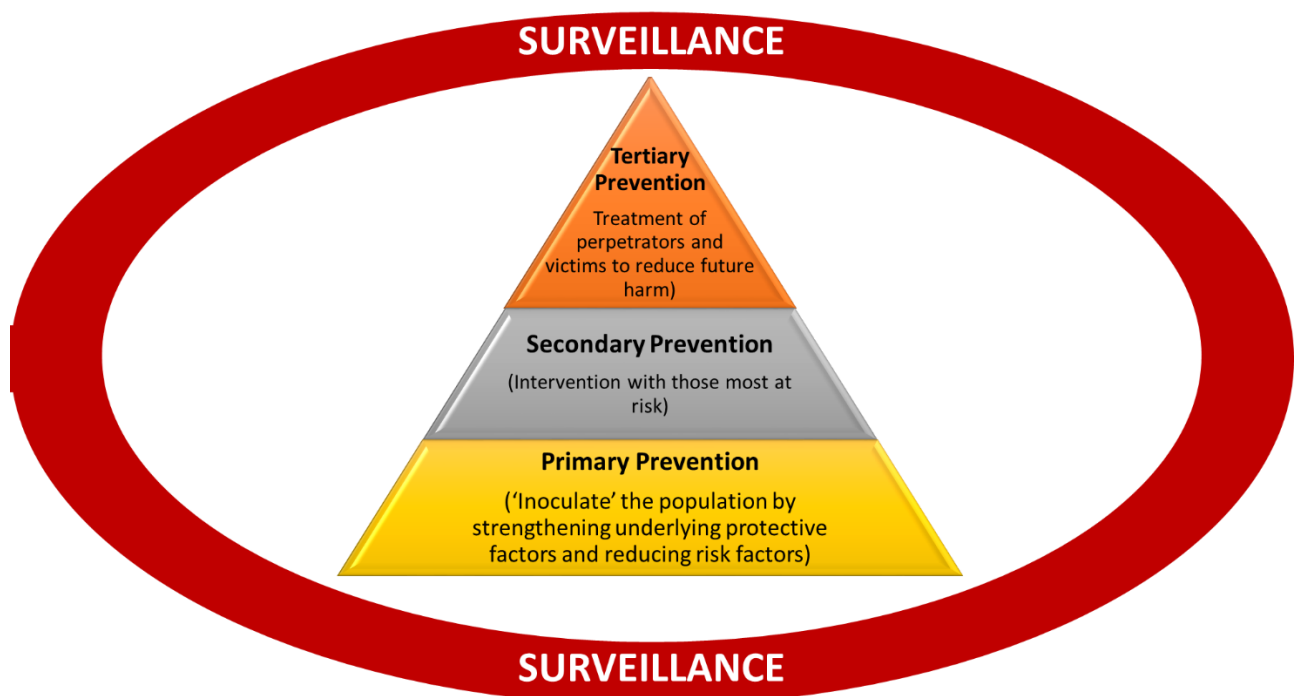 SURVEILLANCE
Tertiary
Prevention
Treatment of
perpetrators and
victims to reduce future
harm)
Secondary Prevention
(Intervention with those most at
risk)
Primary Prevention
(‘Inoculate’ the population by
strengthening underlying protective
factors and reducing risk factors)
SURVEILLANCE